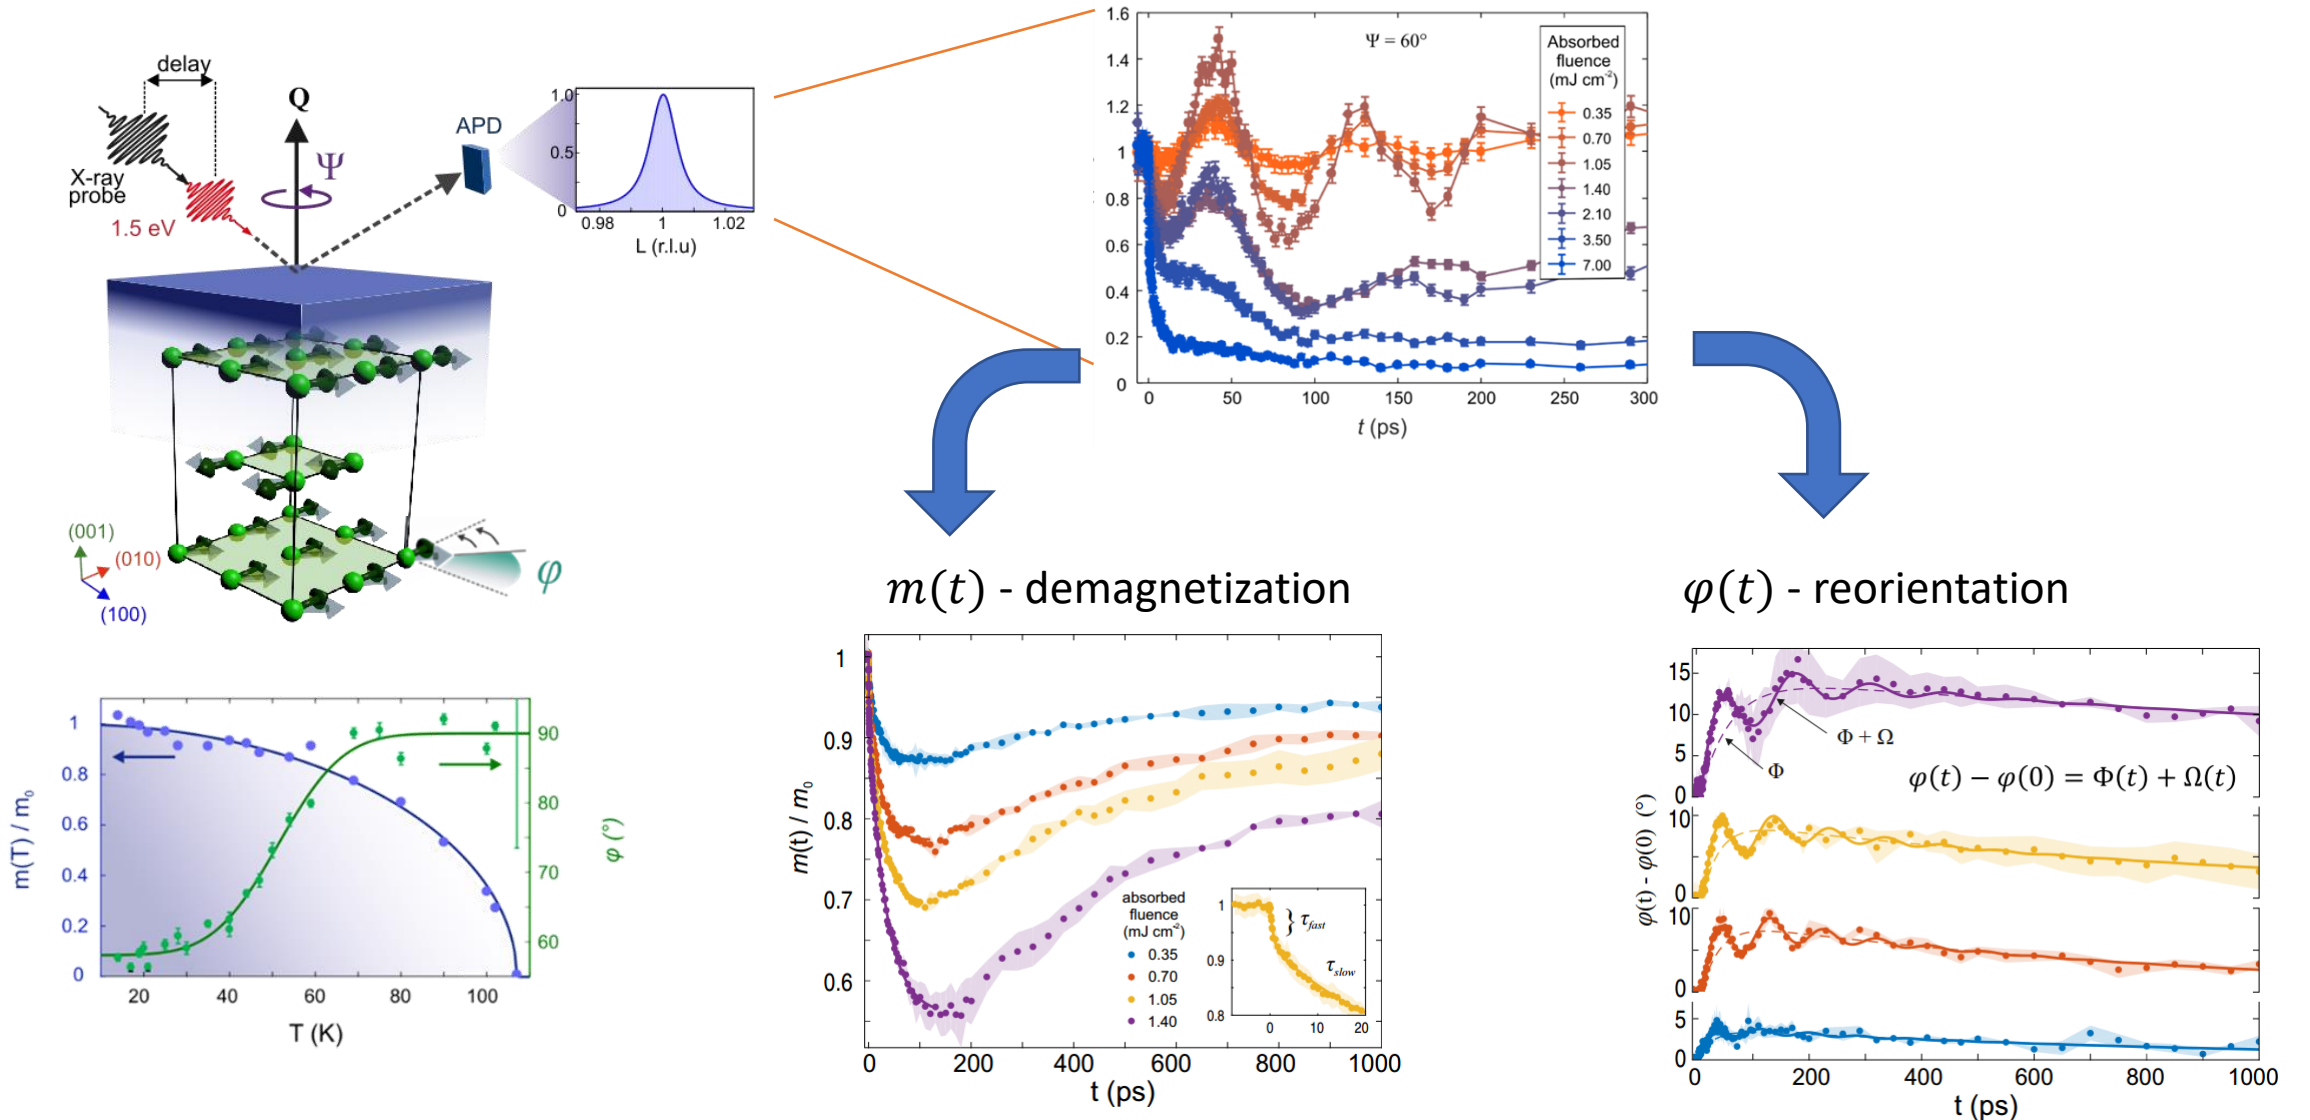 delay
Q
Ψ
X-ray
probe
1.5 eV
APD
1.0
0.5
0
0.98
1
1.02
L (r.l.u)
(001)
(010)
(100)
φ
1.6
1.4
1.2
1
0.8
0.6
0.4
0.2
0
Ψ = 60°
Absorbed
fluence
(mJ cm⁻²)
0.35
0.70
1.05
1.40
2.10
3.50
7.00
0
50
100
150
200
250
300
t (ps)
m(t) - demagnetization
φ(t) - reorientation
1
0.8
0.6
0.4
0.2
0
m(T) / m₀
90
80
70
60
φ (°)
20
40
60
80
100
T (K)
1
0.9
0.8
0.7
0.6
m(t) / m₀
absorbed
fluence
(mJ cm⁻²)
0.35
0.70
1.05
1.40
1
0.9
0.8
τfast
τslow
0
10
20
0
200
400
600
800
1000
t (ps)
15
10
5
0
Φ + Ω
Φ
φ(t) − φ(0) = Φ(t) + Ω(t)
10
0
10
0
5
0
φ(t) - φ(0) (°)
0
200
400
600
800
1000
t (ps)